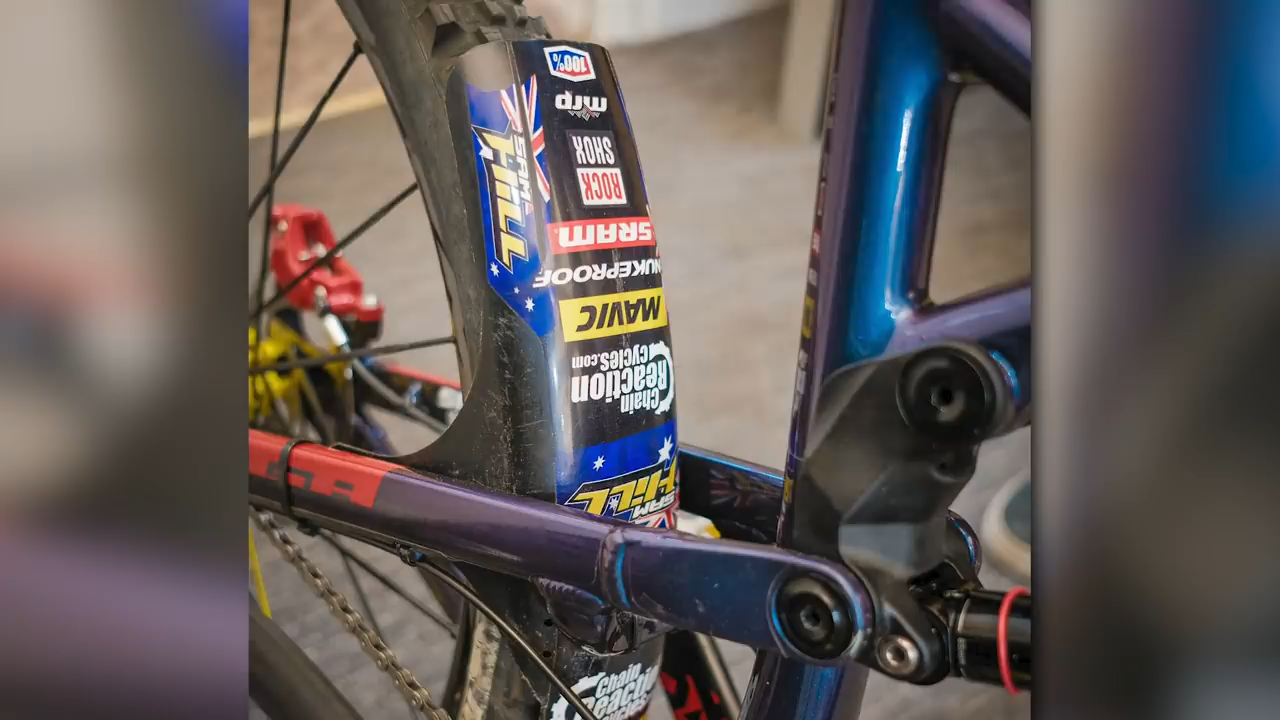 100%
mrp
SAM
HILL
SHOX
ROCK
SRAM
NUKEPROOF
MAVIC
Chain
Reaction
CYCLES.com
SAM
HILL
Chain
Reaction